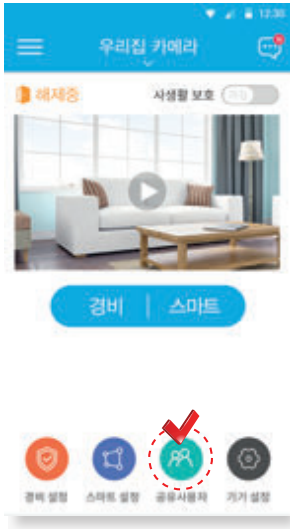 12:30
우리집 카메라
해제중 사생활 보호
경비 | 스마트
경비 설정 스마트 설정 공유사용자 기기 설정